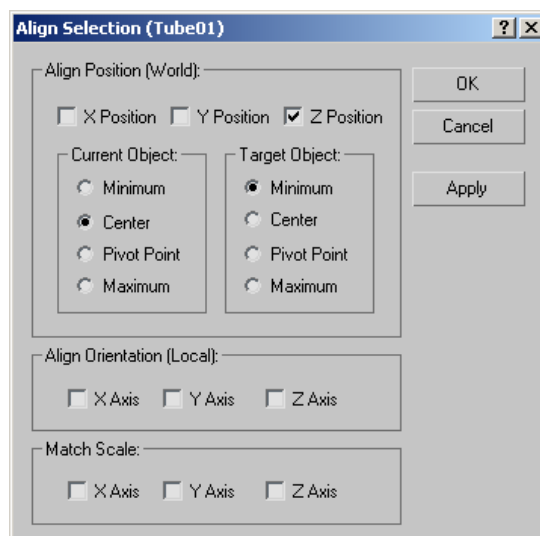 Align Selection (Tube01)
Align Position (World):
X Position Y Position Z Position
Current Object: Target Object:
Minimum Minimum
Center Center
Pivot Point Pivot Point
Maximum Maximum
OK
Cancel
Apply
Align Orientation (Local):
X Axis Y Axis Z Axis
Match Scale:
X Axis Y Axis Z Axis